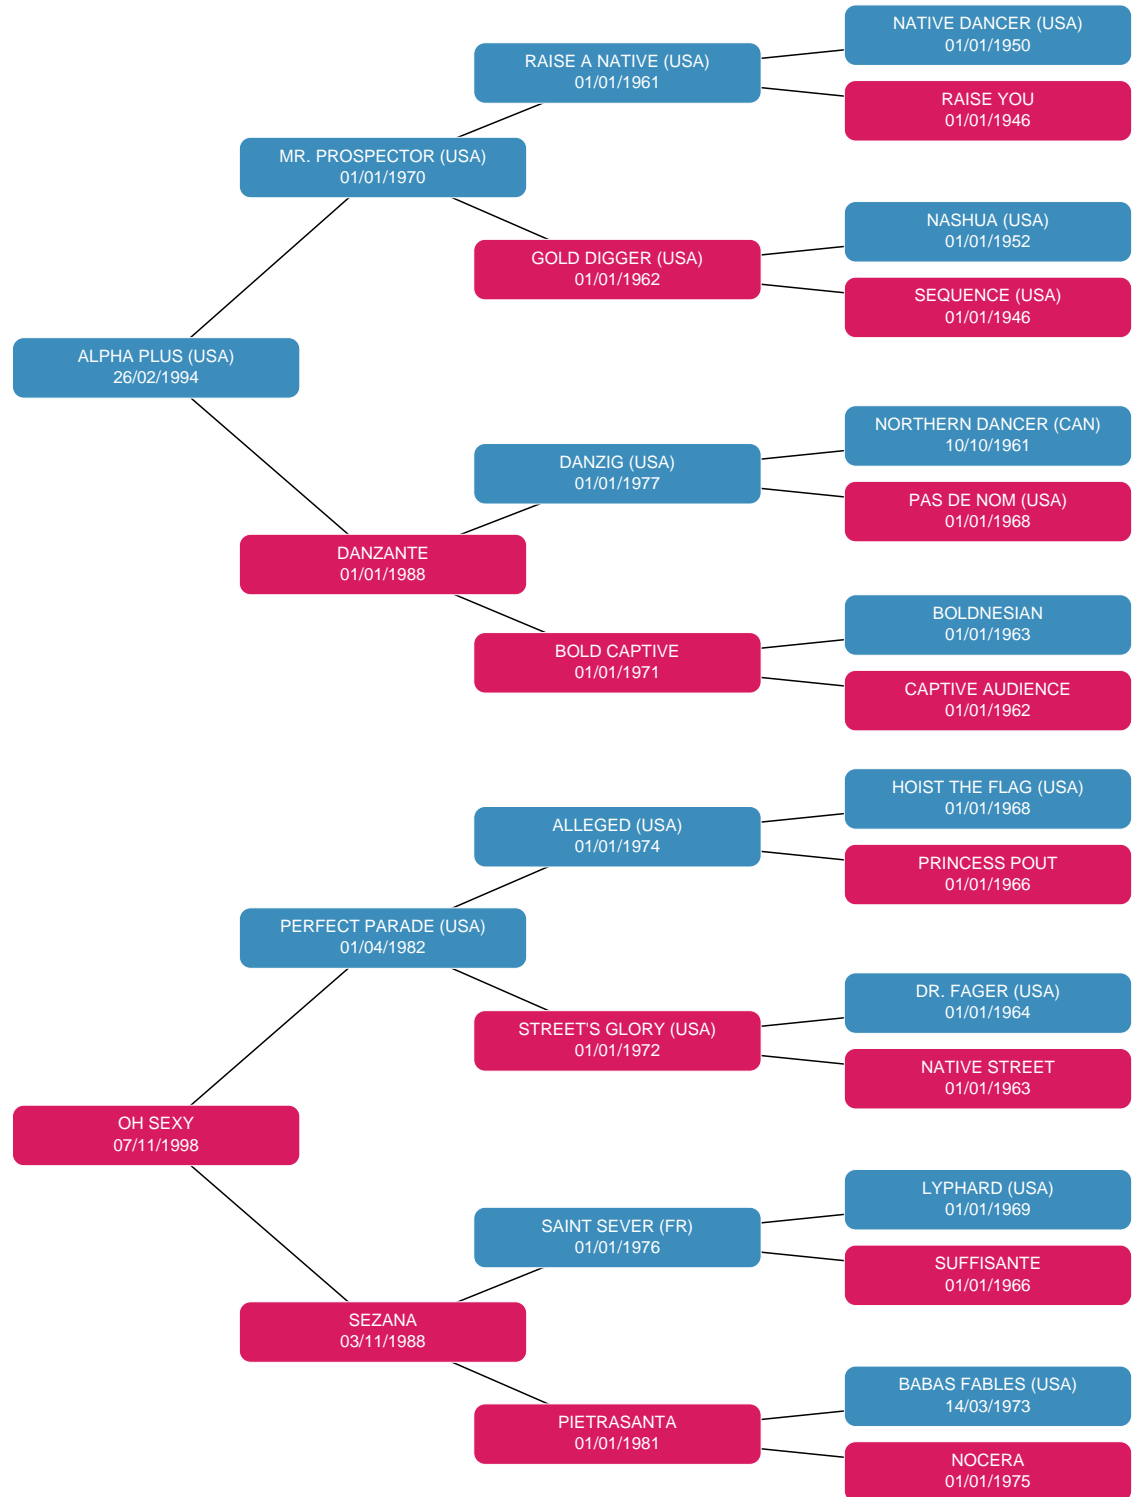 NATIVE DANCER (USA)
01/01/1950
RAISE A NATIVE (USA)
01/01/1961
RAISE YOU
01/01/1946
MR. PROSPECTOR (USA)
01/01/1970
NASHUA (USA)
01/01/1952
GOLD DIGGER (USA)
01/01/1962
SEQUENCE (USA)
01/01/1946
ALPHA PLUS (USA)
26/02/1994
NORTHERN DANCER (CAN)
10/10/1961
DANZIG (USA)
01/01/1977
PAS DE NOM (USA)
01/01/1968
DANZANTE
01/01/1988
BOLDNESIAN
01/01/1963
BOLD CAPTIVE
01/01/1971
CAPTIVE AUDIENCE
01/01/1962
HOIST THE FLAG (USA)
01/01/1968
ALLEGED (USA)
01/01/1974
PRINCESS POUT
01/01/1966
PERFECT PARADE (USA)
01/04/1982
DR. FAGER (USA)
01/01/1964
STREET'S GLORY (USA)
01/01/1972
NATIVE STREET
01/01/1963
OH SEXY
07/11/1998
LYPHARD (USA)
01/01/1969
SAINT SEVER (FR)
01/01/1976
SUFFISANTE
01/01/1966
SEZANA
03/11/1988
BABAS FABLES (USA)
14/03/1973
PIETRASANTA
01/01/1981
NOCERA
01/01/1975